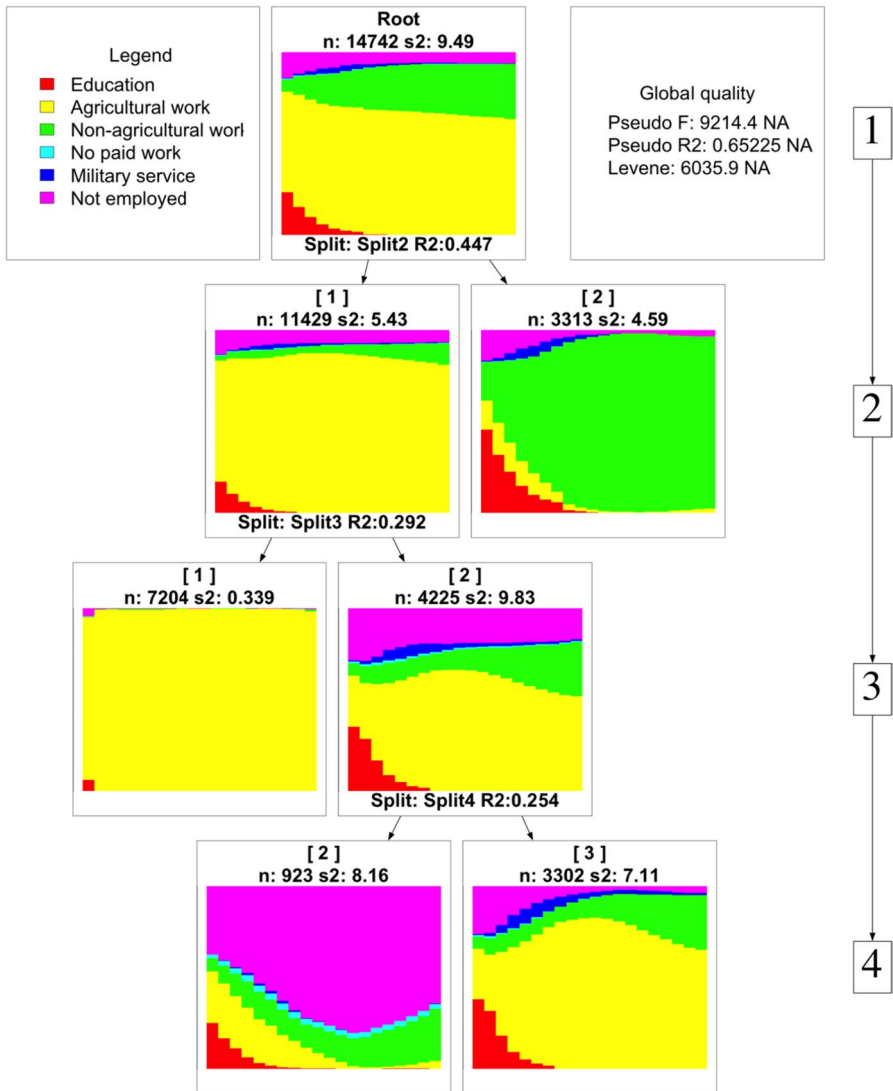 Legend
Education
Agricultural work
Non-agricultural work
No paid work
Military service
Not employed
Root
n: 14742 s2: 9.49
Split: Split2 R2:0.447
Global quality
Pseudo F: 9214.4 NA
Pseudo R2: 0.65225 NA
Levene: 6035.9 NA
1
[ 1 ]
n: 11429 s2: 5.43
Split: Split3 R2:0.292
[ 2 ]
n: 3313 s2: 4.59
2
[ 1 ]
n: 7204 s2: 0.339
[ 2 ]
n: 4225 s2: 9.83
Split: Split4 R2:0.254
3
[ 2 ]
n: 923 s2: 8.16
[ 3 ]
n: 3302 s2: 7.11
4